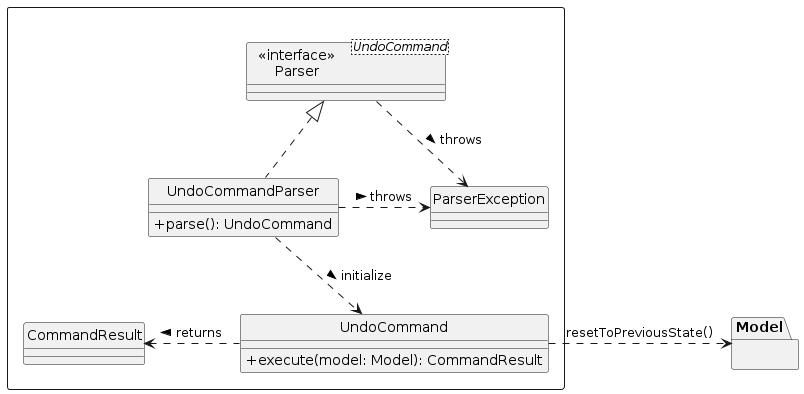 UndoCommand
«interface»
Parser
throws
UndoCommandParser
+parse(): UndoCommand
throws
ParserException
initialize
CommandResult
returns
UndoCommand
+execute(model: Model): CommandResult
resetToPreviousState()
Model